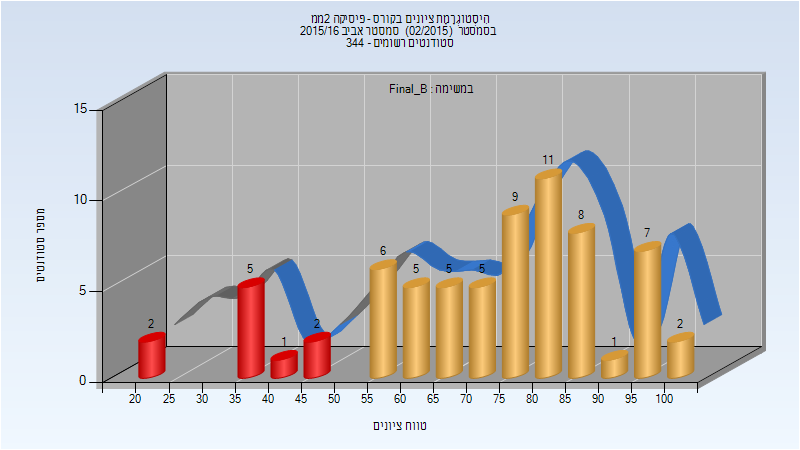 היסטוגרמת ציונים בקורס - פיסיקה 2ממ
בסמסטר (02/2015) סמסטר אביב 2015/16
סטודנטים רשומים - 344
במשימה : Final_B
15
10
5
0
מספר סטודנטים
2
5
1
2
6
5
5
5
9
11
8
1
7
2
20 25 30 35 40 45 50 55 60 65 70 75 80 85 90 95 100
טווח ציונים